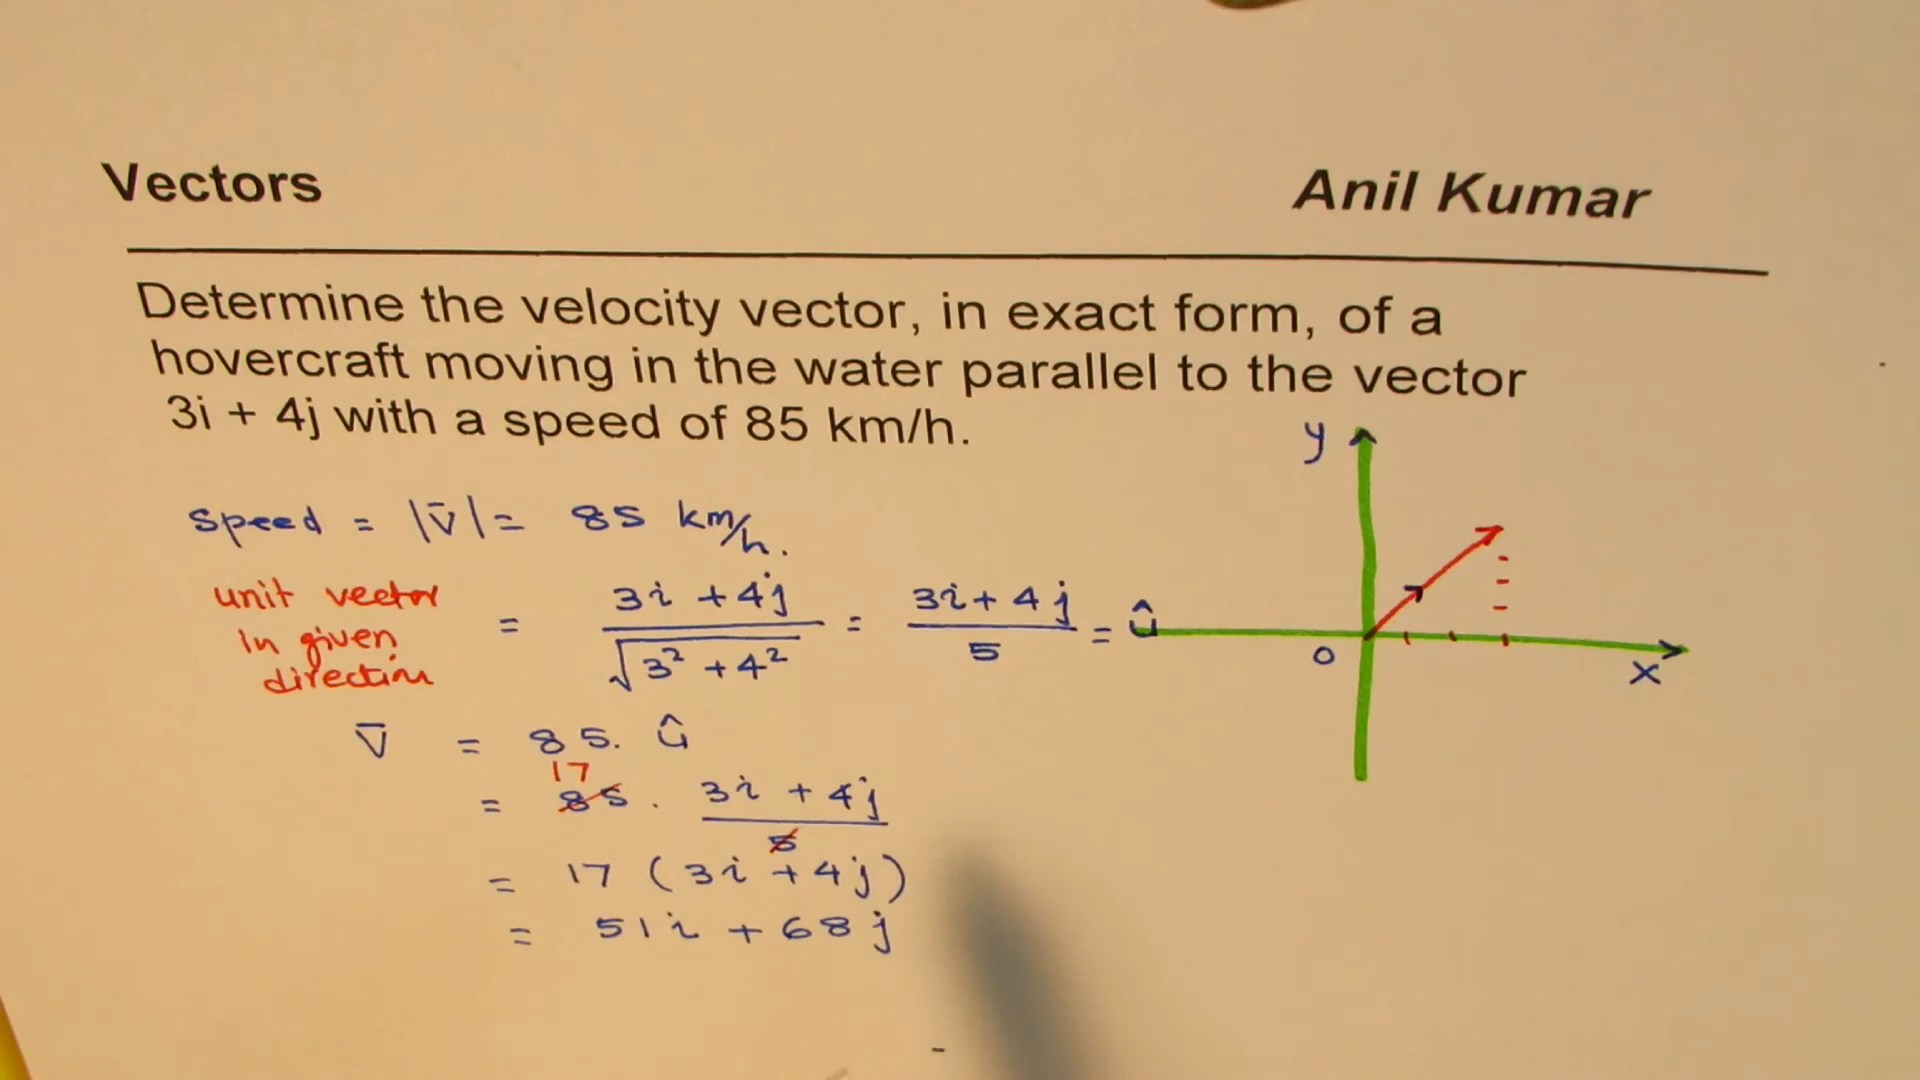 Vectors
Anil Kumar
Determine the velocity vector, in exact form, of a
hovercraft moving in the water parallel to the vector
3i + 4j with a speed of 85 km/h.
y
Speed = |v̄| = 85 km/h.
unit vector
in given
direction
= (3i + 4j)/√(3² + 4²) = (3i + 4j)/5 = û
0
x
v̄ = 85. û
17
= 85 . (3i + 4j)/5
= 17 (3i + 4j)
= 51i + 68j